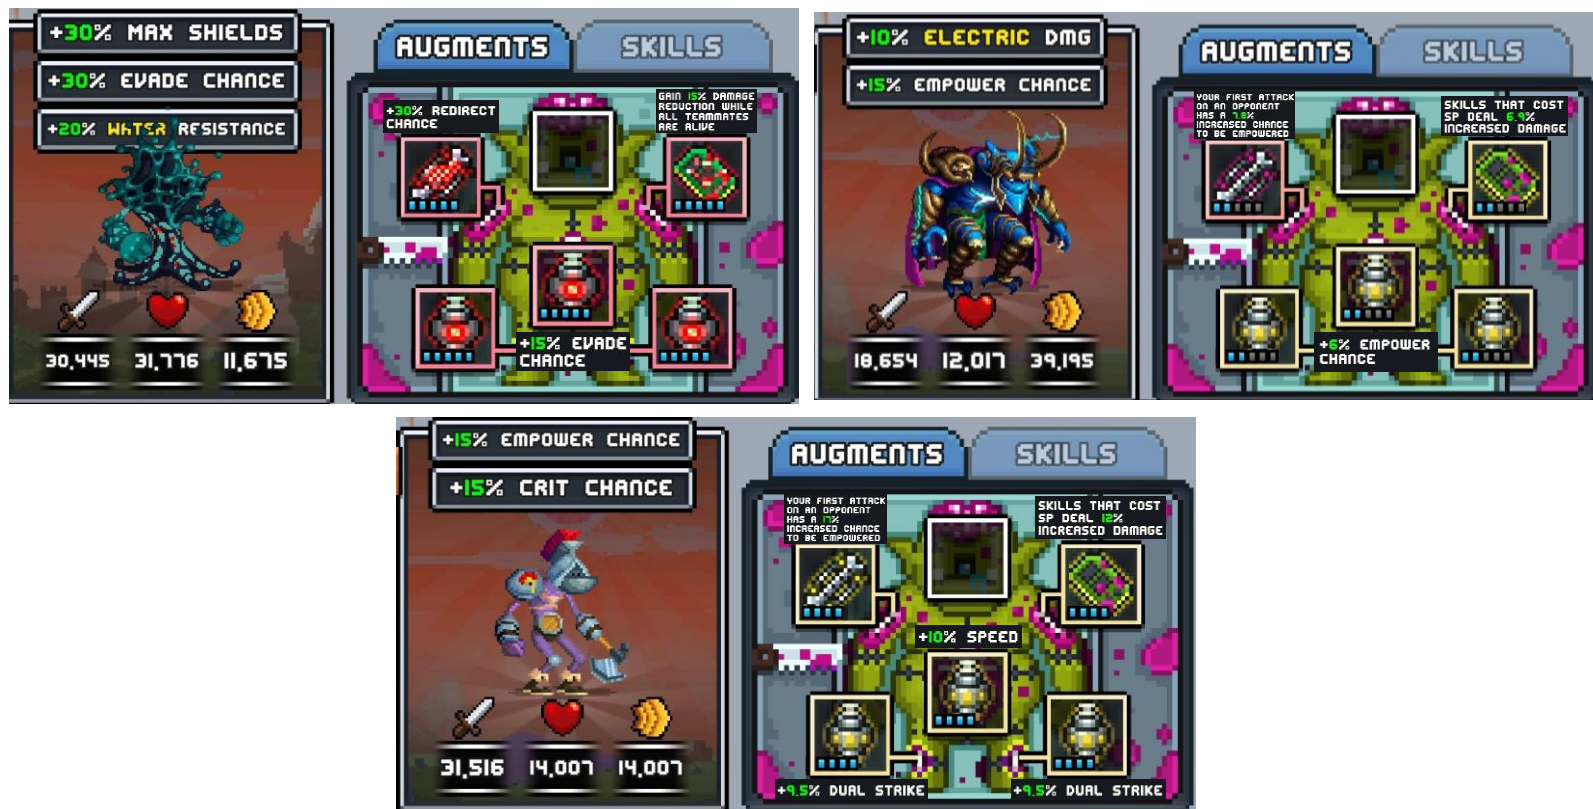 +30% MAX SHIELDS
+30% EVADE CHANCE
+20% WATER RESISTANCE
30,445 31,776 11,675
AUGMENTS SKILLS
+30% REDIRECT
CHANCE
GAIN 15% DAMAGE
REDUCTION WHILE
ALL TEAMMATES
ARE ALIVE
+15% EVADE
CHANCE
+10% ELECTRIC DMG
+15% EMPOWER CHANCE
18,654 12,017 39,195
AUGMENTS SKILLS
YOUR FIRST ATTACK
ON AN OPPONENT
HAS A 7.8%
INCREASED CHANCE
TO BE EMPOWERED
SKILLS THAT COST
SP DEAL 6.9%
INCREASED DAMAGE
+6% EMPOWER
CHANCE
+15% EMPOWER CHANCE
+15% CRIT CHANCE
31,516 14,007 14,007
AUGMENTS SKILLS
YOUR FIRST ATTACK
ON AN OPPONENT
HAS A 17%
INCREASED CHANCE
TO BE EMPOWERED
SKILLS THAT COST
SP DEAL 12%
INCREASED DAMAGE
+10% SPEED
+9.5% DUAL STRIKE +9.5% DUAL STRIKE